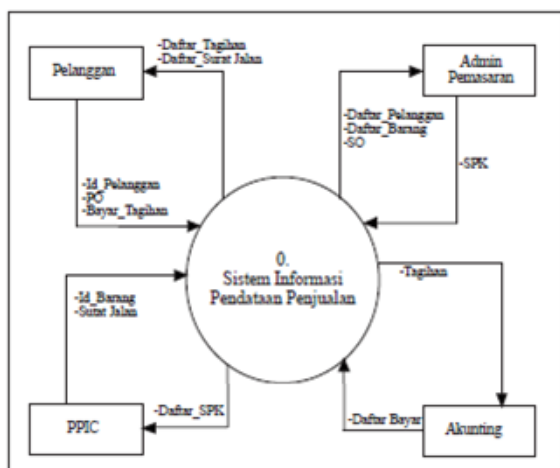 Pelanggan
-Daftar_Tagihan
-Daftar_Surat Jalan
Admin
Pemasaran
-Daftar_Pelanggan
-Daftar_Barang
-SO
-SPK
-Id_Pelanggan
-PO
-Bayar_Tagihan
0.
Sistem Informasi
Pendataan Penjualan
-Tagihan
-Id_Barang
-Surat Jalan
-Daftar_SPK
-Daftar Bayar
PPIC
Akunting